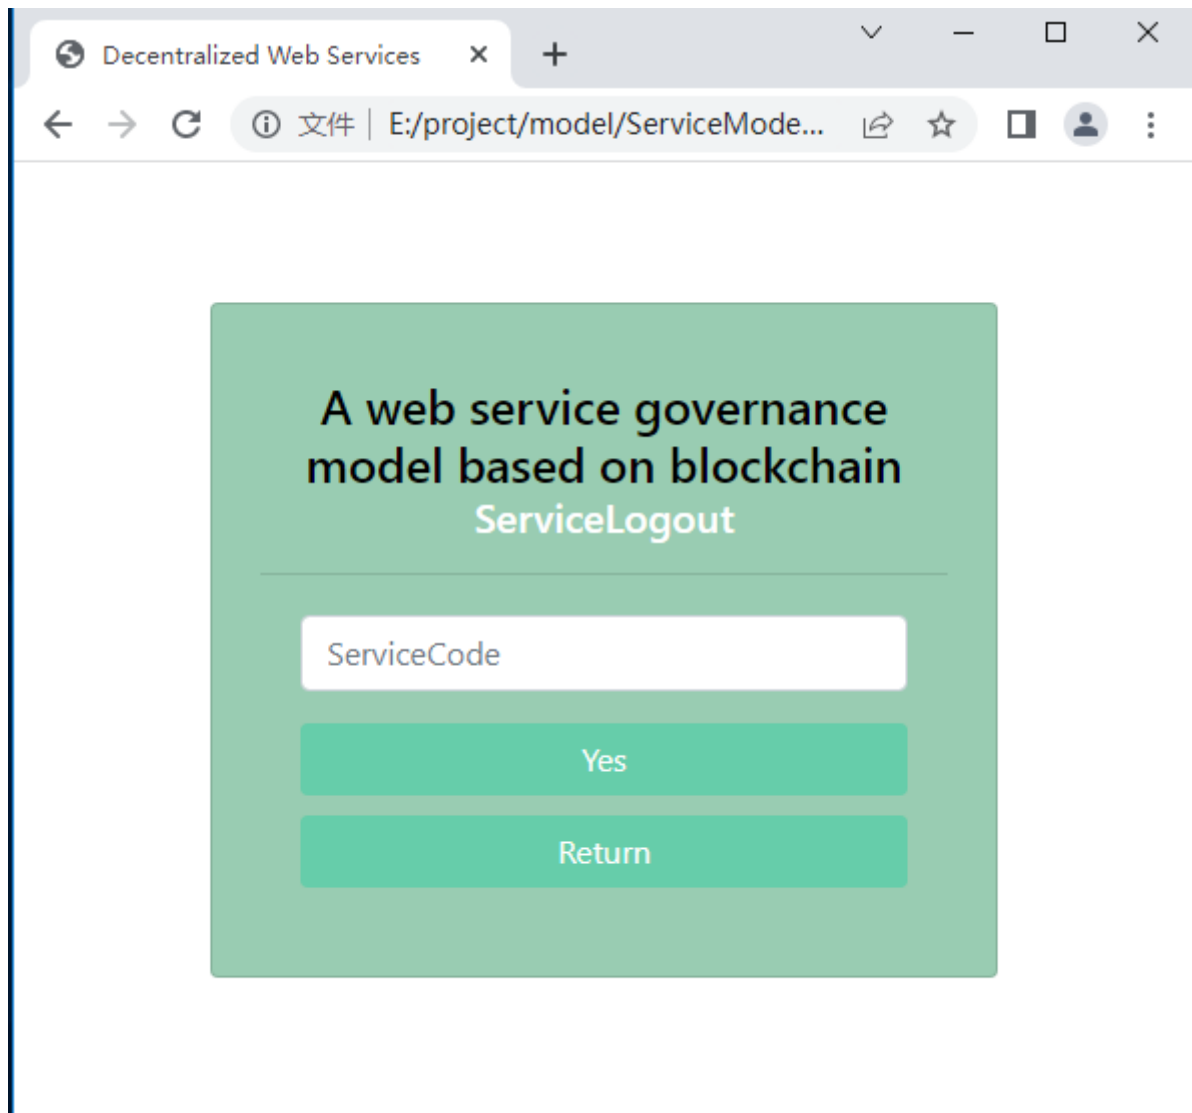 Decentralized Web Services
文件 E:/project/model/ServiceMode...
A web service governance
model based on blockchain
ServiceLogout
ServiceCode
Yes
Return